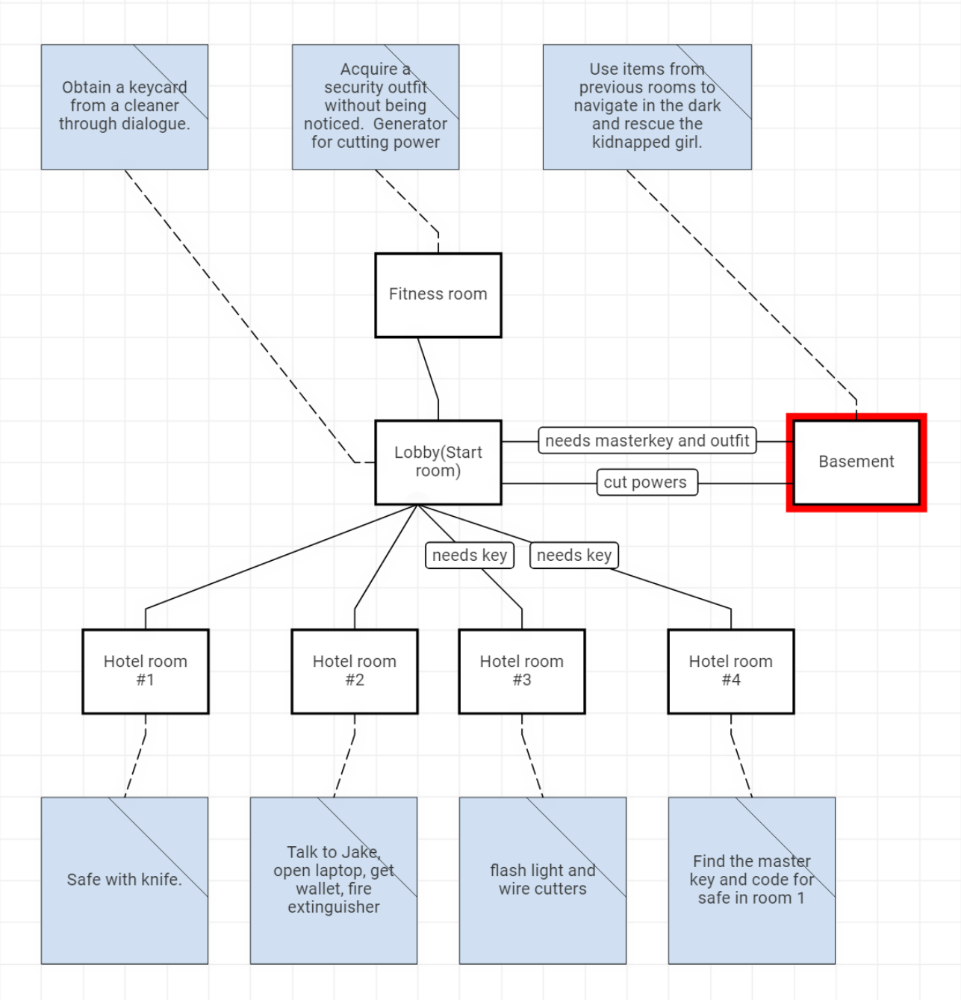 Obtain a keycard
from a cleaner
through dialogue.
Acquire a
security outfit
without being
noticed.  Generator
for cutting power
Use items from
previous rooms to
navigate in the dark
and rescue the
kidnapped girl.
Fitness room
Lobby(Start
room)
needs masterkey and outfit
cut powers
Basement
needs key
needs key
Hotel room
#1
Hotel room
#2
Hotel room
#3
Hotel room
#4
Safe with knife.
Talk to Jake,
open laptop, get
wallet, fire
extinguisher
flash light and
wire cutters
Find the master
key and code for
safe in room 1